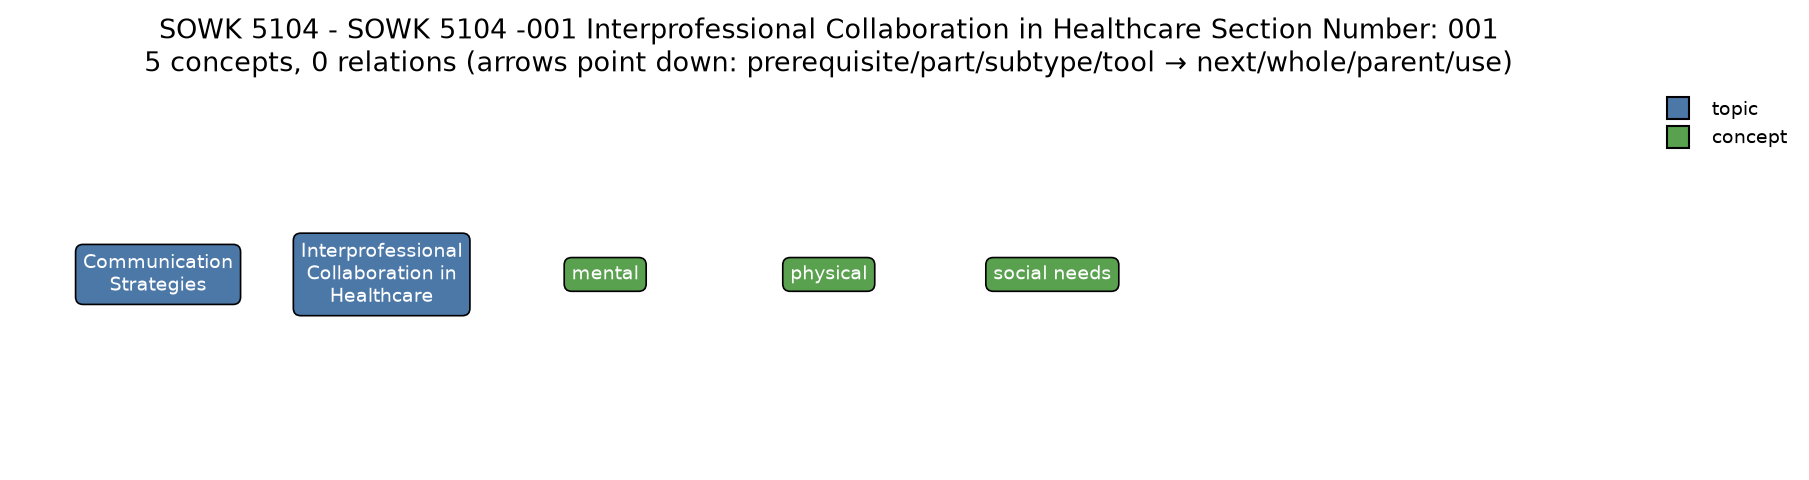 SOWK 5104 - SOWK 5104 -001 Interprofessional Collaboration in Healthcare Section Number: 001
5 concepts, 0 relations (arrows point down: prerequisite/part/subtype/tool → next/whole/parent/use)
topic
concept
Communication
Strategies
Interprofessional
Collaboration in
Healthcare
mental
physical
social needs